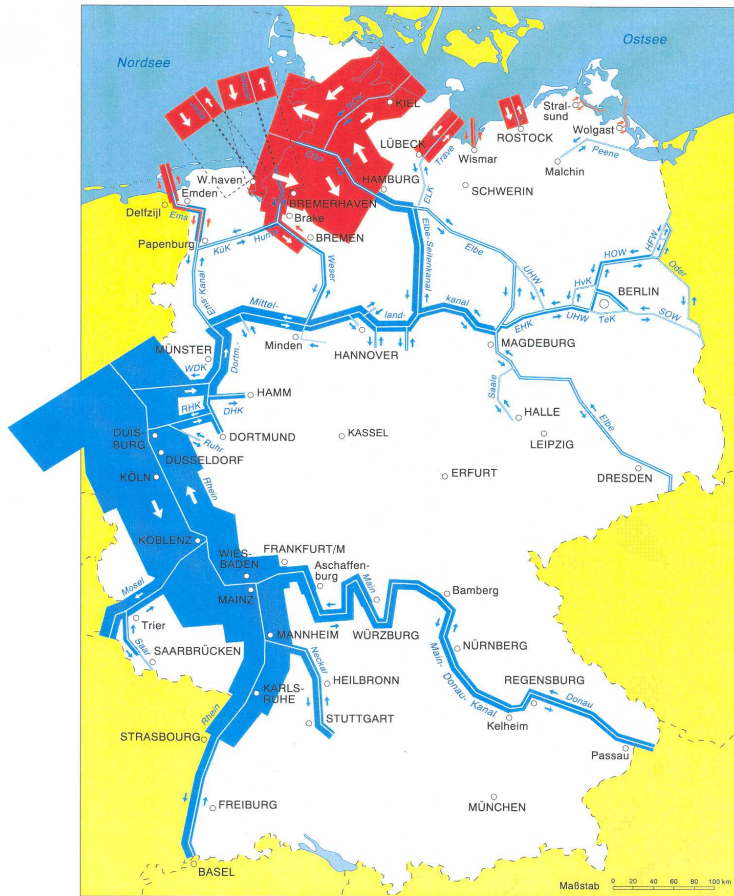 Nordsee
Ostsee
KIEL
Stral-
sund
Wolgast
ROSTOCK
LÜBECK
Trave
Wismar
Peene
Malchin
W.haven
Elbe
HAMBURG
ELK
SCHWERIN
Emden
Delfzijl
Ems
BREMERHAVEN
Brake
Papenburg
KüK
Hunte
BREMEN
Weser
Elbe-Seitenkanal
Elbe
UHW
HOW
HFW
Oder
HvK
BERLIN
Ems-Kanal
Mittel-
land-
kanal
EHK
UHW
TeK
SOW
MÜNSTER
Dortm.-
Minden
HANNOVER
MAGDEBURG
WDK
HAMM
RHK
DHK
Saale
HALLE
DUIS-
BURG
Ruhr
DORTMUND
KASSEL
LEIPZIG
Elbe
DÜSSELDORF
KÖLN
Rhein
ERFURT
DRESDEN
KOBLENZ
FRANKFURT/M
WIES-
BADEN
Aschaffen-
burg
Main
Bamberg
Mosel
MAINZ
Trier
MANNHEIM
WÜRZBURG
Saar
SAARBRÜCKEN
Neckar
NÜRNBERG
Main-Donau-Kanal
HEILBRONN
REGENSBURG
KARLS-
RUHE
Donau
Rhein
STUTTGART
Kelheim
STRASBOURG
Passau
FREIBURG
MÜNCHEN
BASEL
Maßstab
0 20 40 60 80 100 km